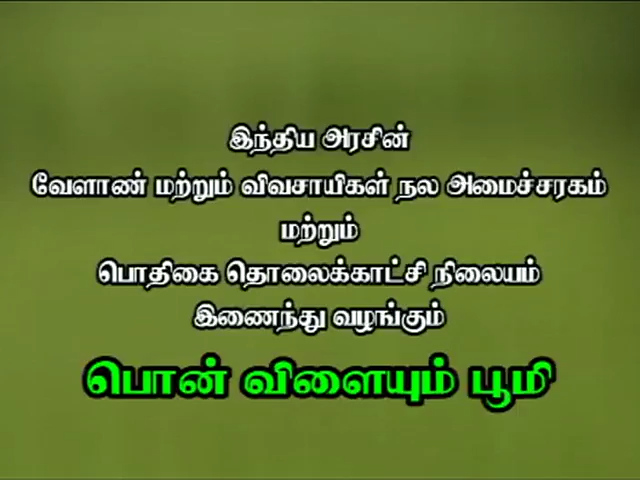 இந்திய அரசின்
வேளாண் மற்றும் விவசாயிகள் நல அமைச்சரகம்
மற்றும்
பொதிகை தொலைக்காட்சி நிலையம்
இணைந்து வழங்கும்
பொன் விளையும் பூமி